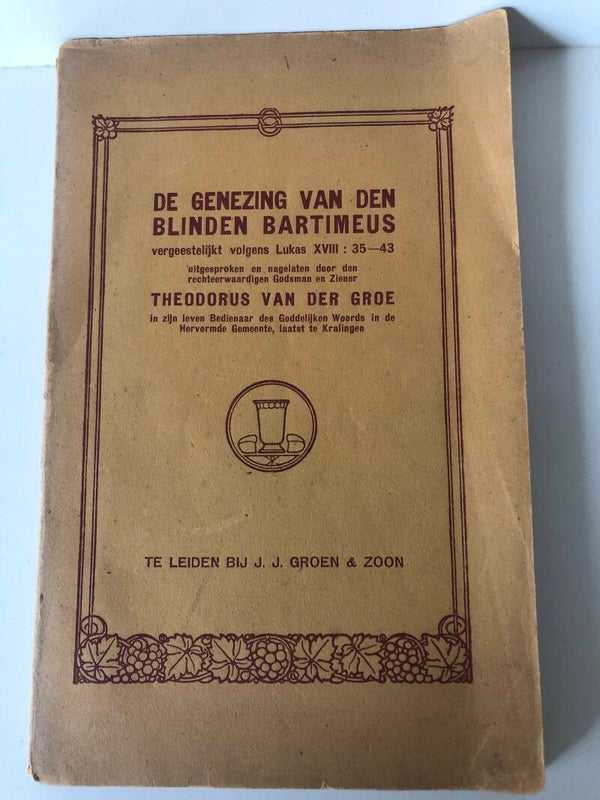 DE GENEZING VAN DEN
BLINDEN BARTIMEUS
vergeestelijkt volgens Lukas XVIII : 35—43
uitgesproken en nagelaten door den
rechteerwaardigen Godsman en Ziener
THEODORUS VAN DER GROE
in zijn leven Bedienaar des Goddelijken Woords in de
Hervormde Gemeente, laatst te Kralingen
TE LEIDEN BIJ J. J. GROEN & ZOON